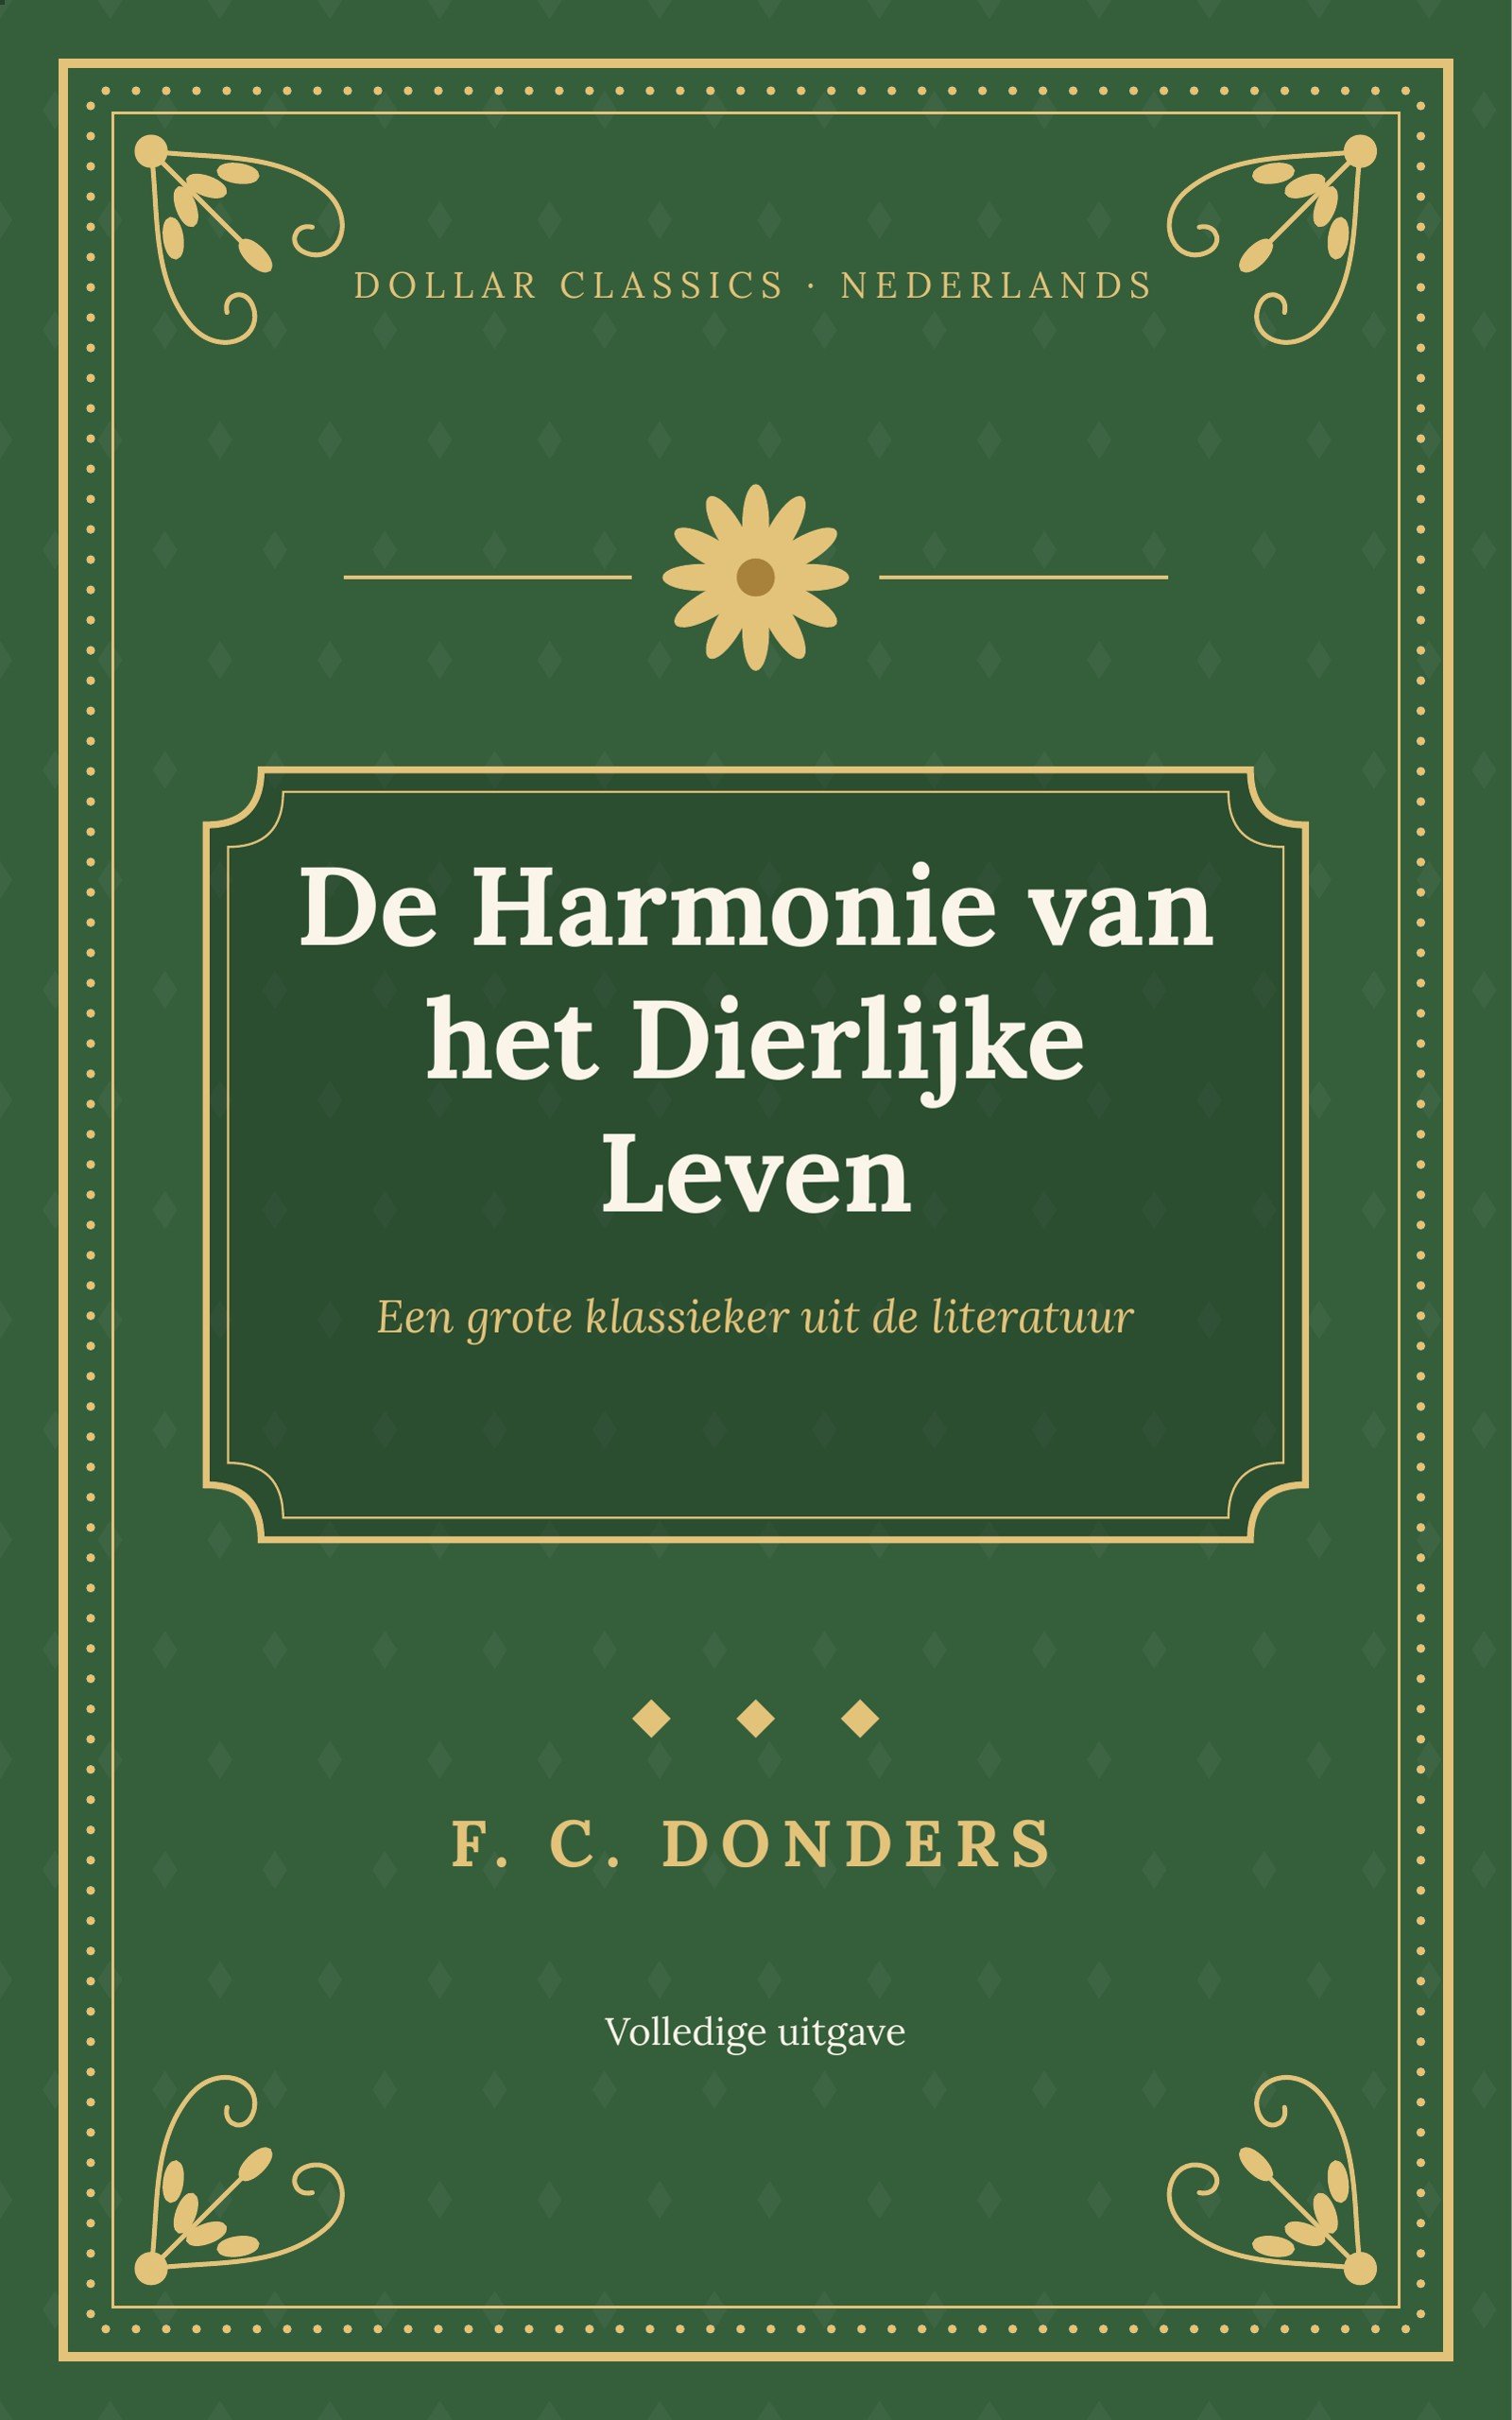 DOLLAR CLASSICS · NEDERLANDS
De Harmonie van
het Dierlijke
Leven
Een grote klassieker uit de literatuur
F. C. DONDERS
Volledige uitgave